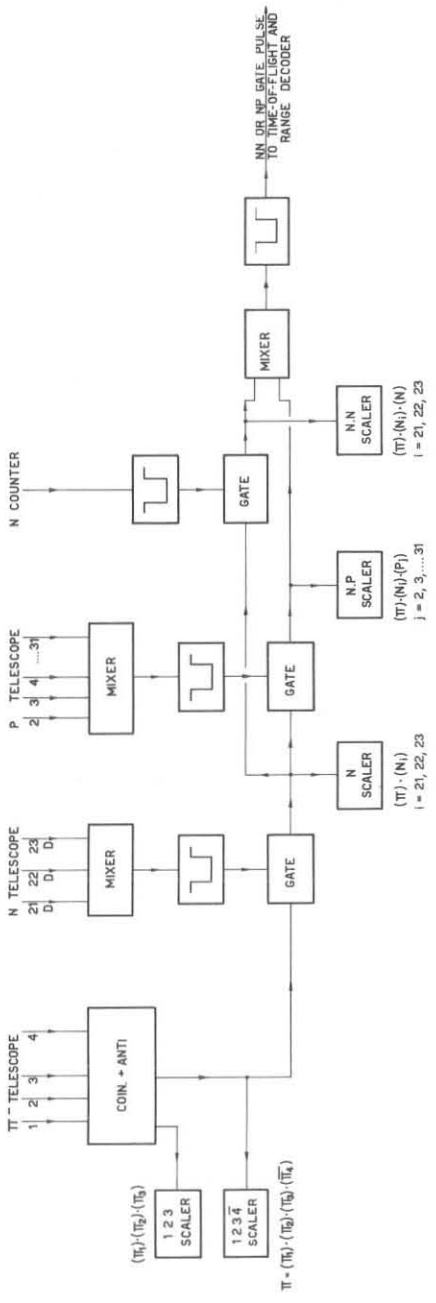 π⁻ TELESCOPE
1 2 3 4
COIN. + ANTI
(π₁)·(π₂)·(π₃)
1 2 3
SCALER
1 2 3 4̅
SCALER
π = (π₁)·(π₂)·(π₃)·(π̅₄)
N TELESCOPE
21 22 23
D D D
MIXER
GATE
N
SCALER
(π)·(Nᵢ)
i = 21, 22, 23
P TELESCOPE
2 3 4 ....31
MIXER
GATE
N.P
SCALER
(π)·(Nᵢ)·(Pⱼ)
j = 2, 3,....31
N COUNTER
GATE
N.N
SCALER
(π)·(Nᵢ)·(N)
i = 21, 22, 23
MIXER
NN OR NP GATE PULSE
TO TIME-OF-FLIGHT AND
RANGE DECODER